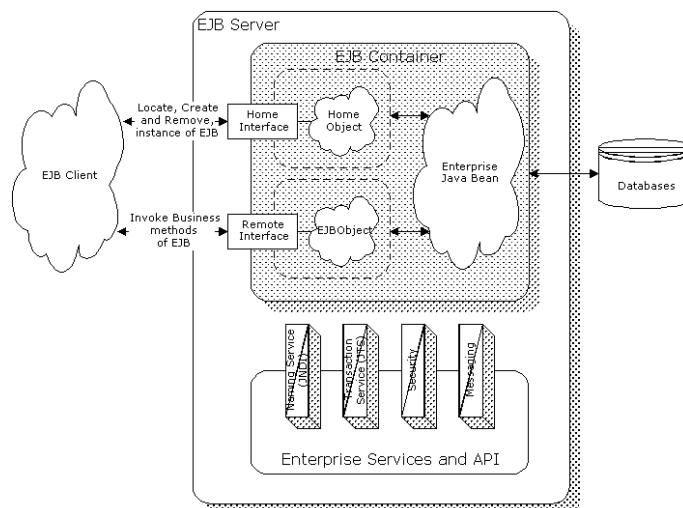 EJB Server
EJB Container
Locate, Create
and Remove,
instance of EJB
Home
Interface
Home
Object
EJB Client
Enterprise
Java Bean
Databases
Invoke Business
methods
of EJB
Remote
Interface
EJBObject
Naming Service
(JNDI)
Transaction
Service (JTS)
Security
Messaging
Enterprise Services and API